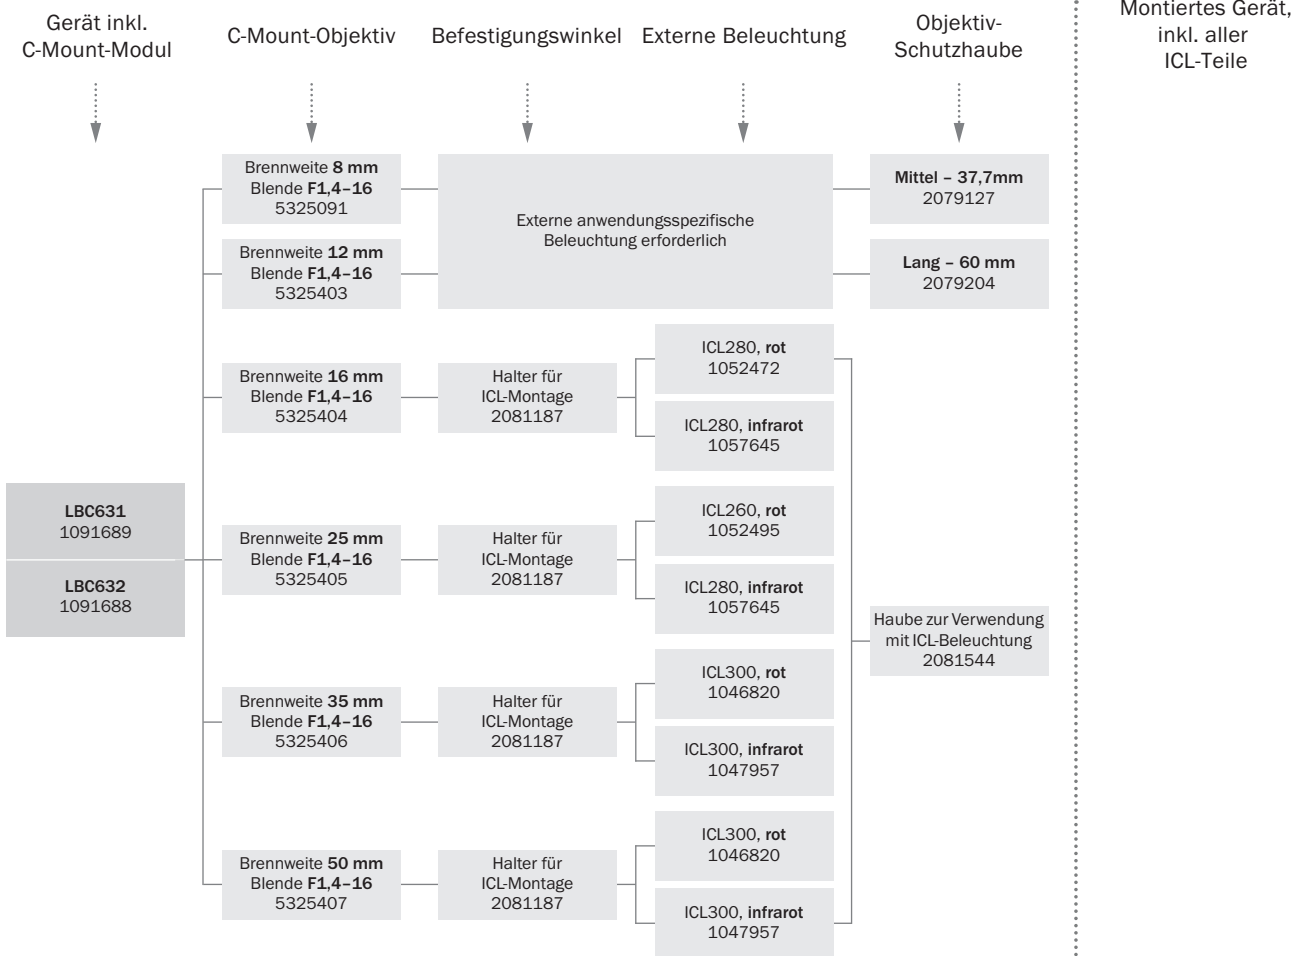 Gerät inkl.
C-Mount-Modul
C-Mount-Objektiv
Befestigungswinkel
Externe Beleuchtung
Objektiv-
Schutzhaube
Montiertes Gerät,
inkl. aller
ICL-Teile
Brennweite 8 mm
Blende F1,4–16
5325091
Brennweite 12 mm
Blende F1,4–16
5325403
Externe anwendungsspezifische
Beleuchtung erforderlich
Mittel – 37,7mm
2079127
Lang – 60 mm
2079204
Brennweite 16 mm
Blende F1,4–16
5325404
Halter für
ICL-Montage
2081187
ICL280, rot
1052472
ICL280, infrarot
1057645
LBC631
1091689
LBC632
1091688
Brennweite 25 mm
Blende F1,4–16
5325405
Halter für
ICL-Montage
2081187
ICL260, rot
1052495
ICL280, infrarot
1057645
Haube zur Verwendung
mit ICL-Beleuchtung
2081544
Brennweite 35 mm
Blende F1,4–16
5325406
Halter für
ICL-Montage
2081187
ICL300, rot
1046820
ICL300, infrarot
1047957
Brennweite 50 mm
Blende F1,4–16
5325407
Halter für
ICL-Montage
2081187
ICL300, rot
1046820
ICL300, infrarot
1047957